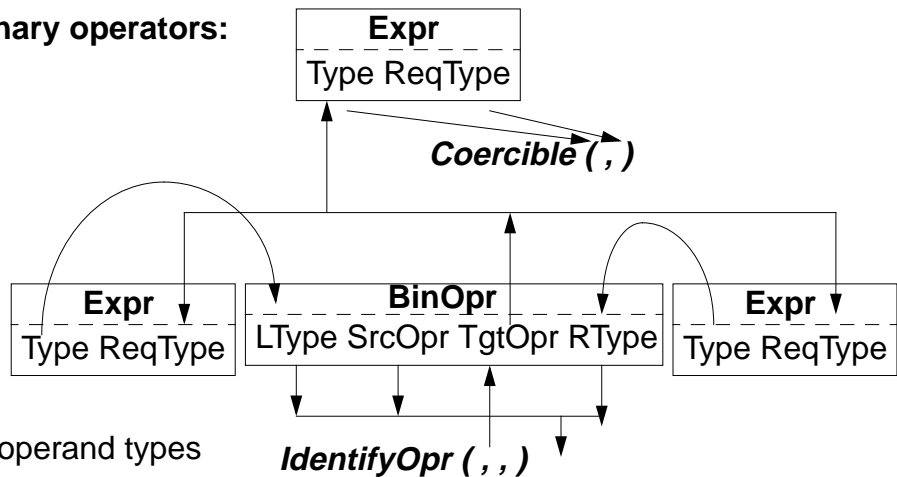 nary operators:
Expr
Type ReqType
Coercible ( , )
Expr
Type ReqType
BinOpr
LType SrcOpr TgtOpr RType
Expr
Type ReqType
operand types
IdentifyOpr ( , , )